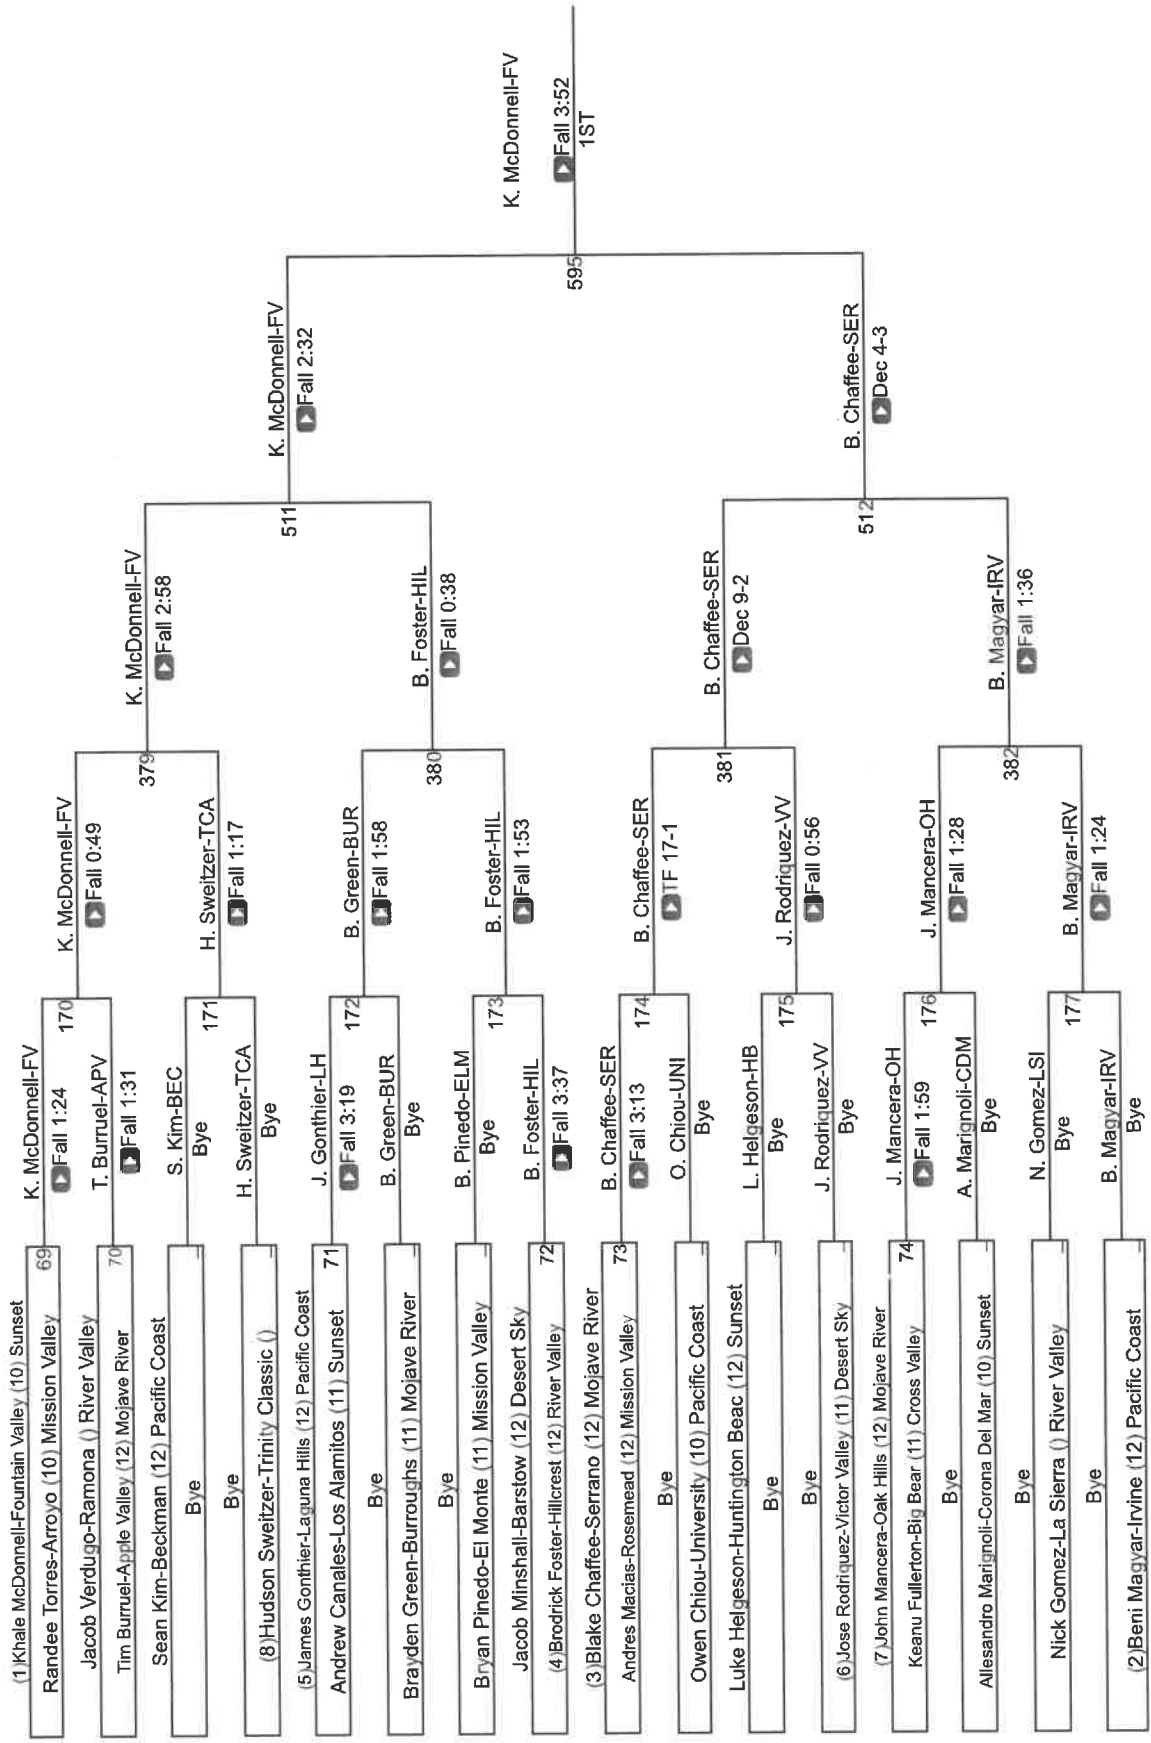 (1)Khale McDonnell-Fountain Valley (10) Sunset
Randee Torres-Arroyo (10) Mission Valley
69
Jacob Verdugo-Ramona () River Valley
Tim Burruel-Apple Valley (12) Mojave River
70
Sean Kim-Beckman (12) Pacific Coast
Bye
Bye
(8)Hudson Sweitzer-Trinity Classic ()
(5)James Gonthier-Laguna Hills (12) Pacific Coast
Andrew Canales-Los Alamitos (11) Sunset
71
Bye
Brayden Green-Burroughs (11) Mojave River
Bye
Bryan Pinedo-El Monte (11) Mission Valley
Jacob Minshall-Barstow (12) Desert Sky
(4)Brodrick Foster-Hillcrest (12) River Valley
72
(3)Blake Chaffee-Serrano (12) Mojave River
Andres Macias-Rosemead (12) Mission Valley
73
Bye
Owen Chiou-University (10) Pacific Coast
Luke Helgeson-Huntington Beac (12) Sunset
Bye
Bye
(6)Jose Rodriquez-Victor Valley (11) Desert Sky
(7)John Mancera-Oak Hills (12) Mojave River
Keanu Fullerton-Big Bear (11) Cross Valley
74
Bye
Allesandro Marignoli-Corona Del Mar (10) Sunset
Bye
Nick Gomez-La Sierra () River Valley
Bye
(2)Beni Magyar-Irvine (12) Pacific Coast
K. McDonnell-FV
Fall 1:24
170
T. Burruel-APV
Fall 1:31
S. Kim-BEC
Bye
171
H. Sweitzer-TCA
Bye
J. Gonthier-LH
Fall 3:19
172
B. Green-BUR
Bye
B. Pinedo-ELM
Bye
173
B. Foster-HIL
Fall 3:37
B. Chaffee-SER
Fall 3:13
174
O. Chiou-UNI
Bye
L. Helgeson-HB
Bye
175
J. Rodriquez-VV
Bye
J. Mancera-OH
Fall 1:59
176
A. Marignoli-CDM
Bye
N. Gomez-LSI
Bye
177
B. Magyar-IRV
Bye
K. McDonnell-FV
Fall 0:49
379
H. Sweitzer-TCA
Fall 1:17
B. Green-BUR
Fall 1:58
380
B. Foster-HIL
Fall 1:53
B. Chaffee-SER
TF 17-1
381
J. Rodriquez-VV
Fall 0:56
J. Mancera-OH
Fall 1:28
382
B. Magyar-IRV
Fall 1:24
K. McDonnell-FV
Fall 2:58
511
B. Foster-HIL
Fall 0:38
B. Chaffee-SER
Dec 9-2
512
B. Magyar-IRV
Fall 1:36
K. McDonnell-FV
Fall 2:32
595
B. Chaffee-SER
Dec 4-3
K. McDonnell-FV
Fall 3:52
1ST